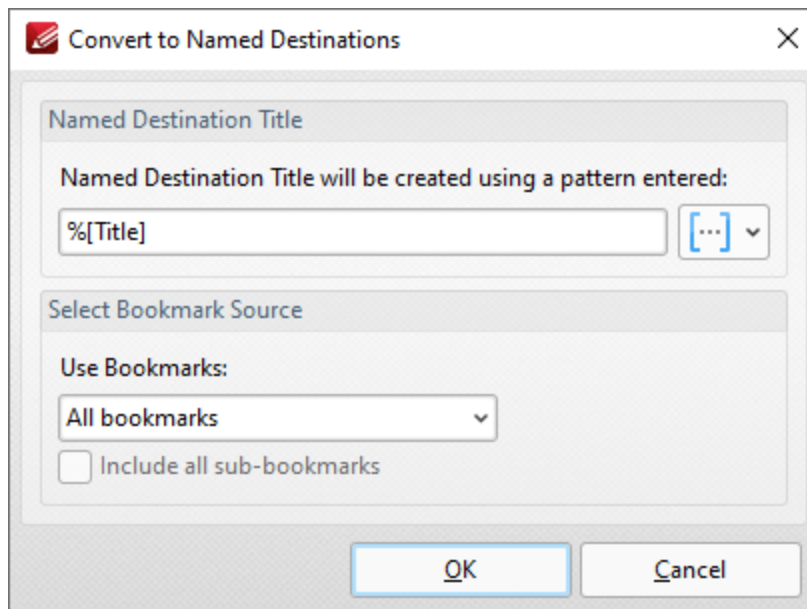 Convert to Named Destinations
Named Destination Title
Named Destination Title will be created using a pattern entered:
%[Title]
Select Bookmark Source
Use Bookmarks:
All bookmarks
Include all sub-bookmarks
OK
Cancel